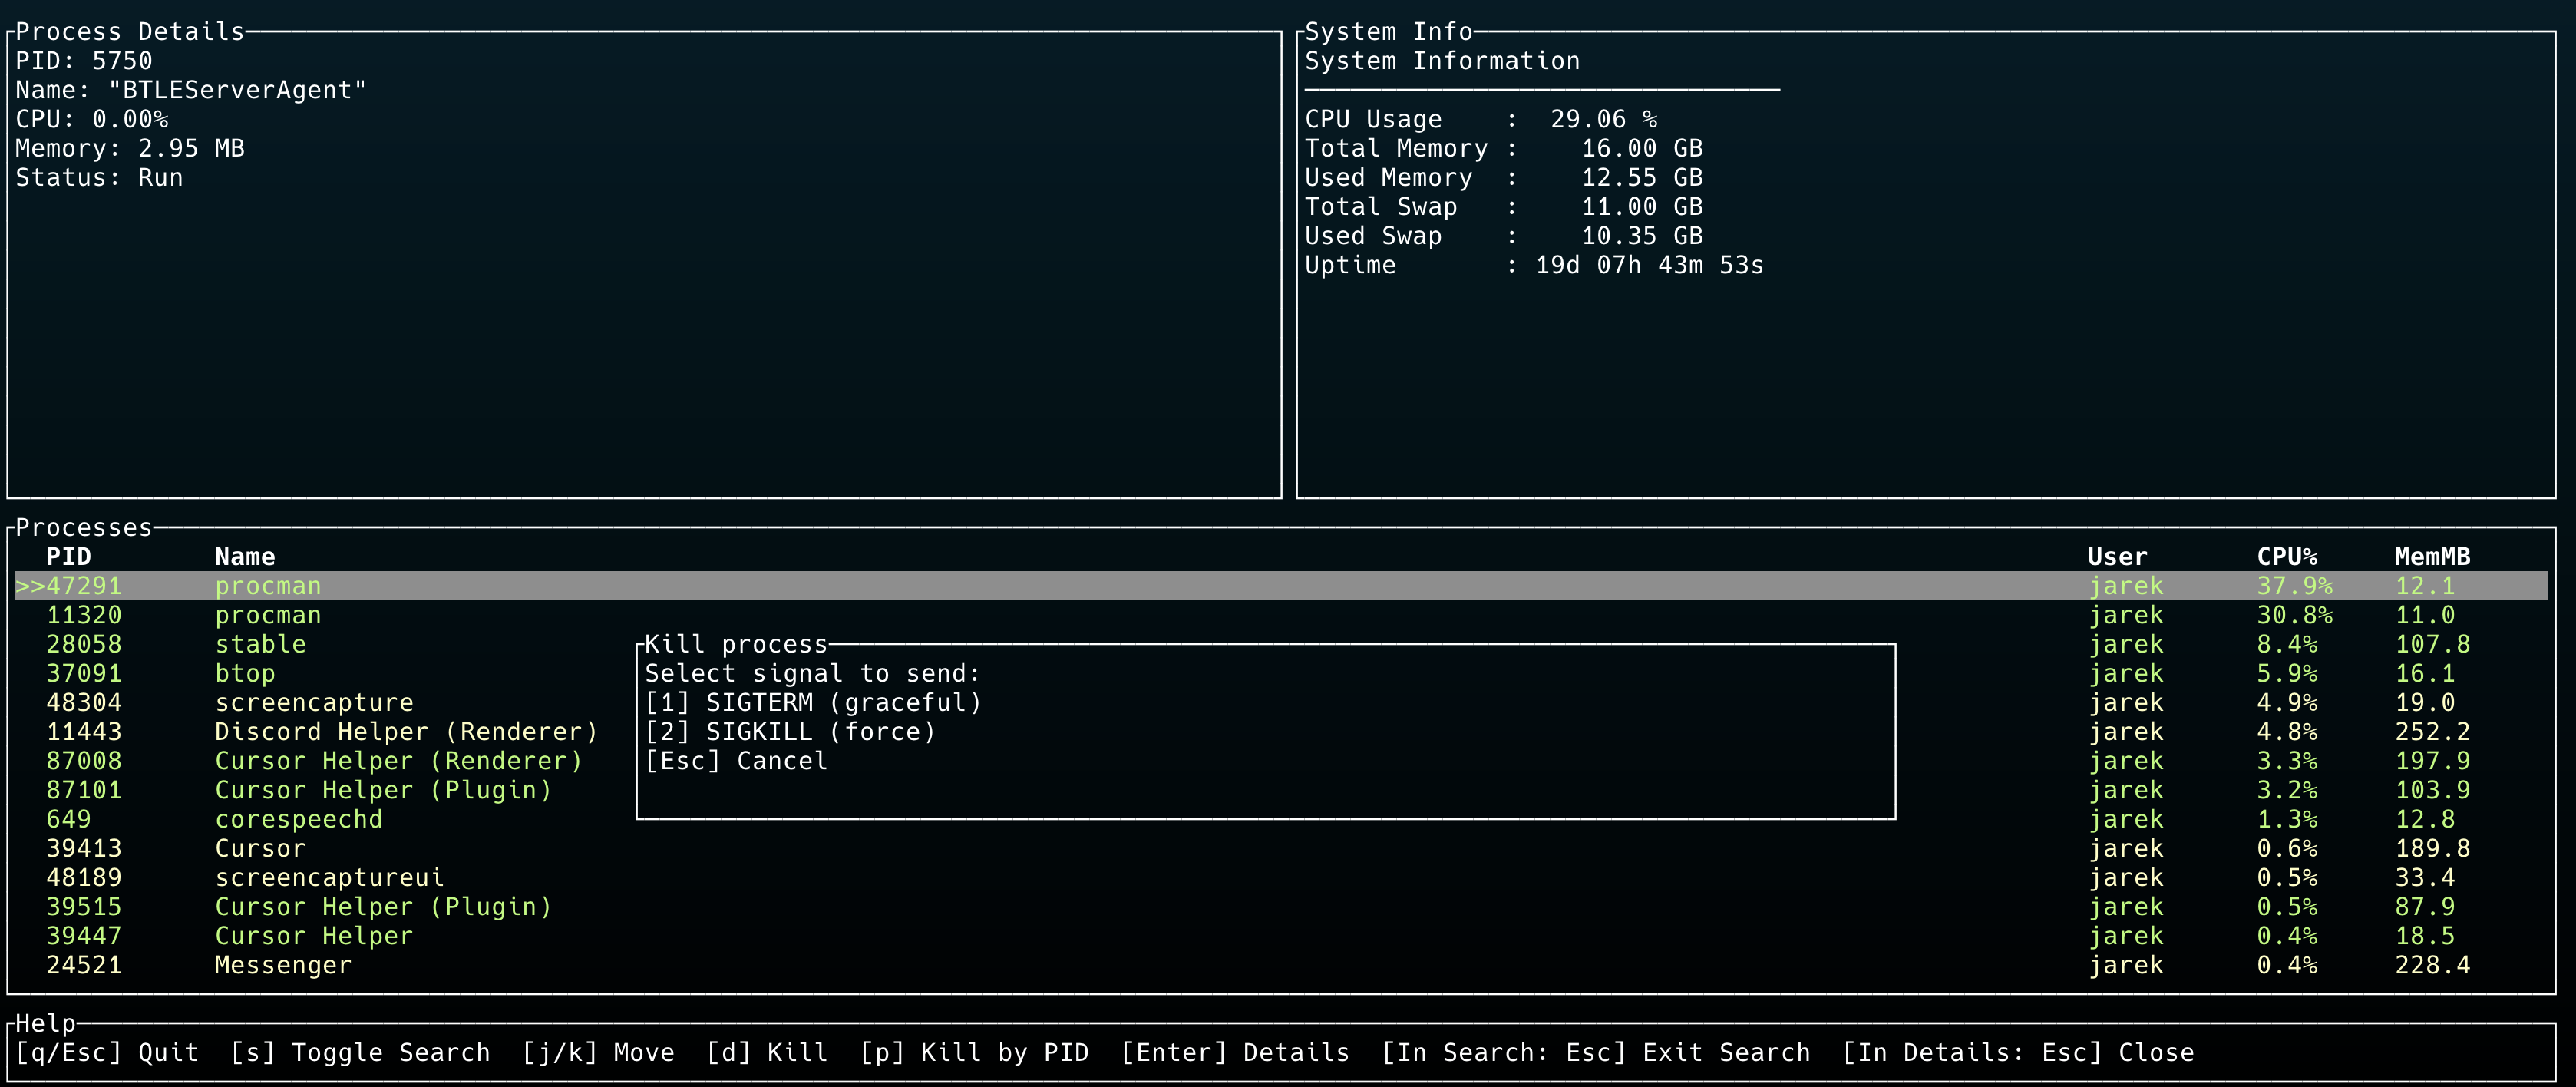 Process Details
PID: 5750
Name: "BTLEServerAgent"
CPU: 0.00%
Memory: 2.95 MB
Status: Run
System Info
System Information
CPU Usage    :  29.06 %
Total Memory :    16.00 GB
Used Memory  :    12.55 GB
Total Swap   :    11.00 GB
Used Swap    :    10.35 GB
Uptime       : 19d 07h 43m 53s
Processes
PID Name User CPU% MemMB
>>47291 procman jarek 37.9% 12.1
11320 procman jarek 30.8% 11.0
28058 stable jarek 8.4% 107.8
37091 btop jarek 5.9% 16.1
48304 screencapture jarek 4.9% 19.0
11443 Discord Helper (Renderer) jarek 4.8% 252.2
87008 Cursor Helper (Renderer) jarek 3.3% 197.9
87101 Cursor Helper (Plugin) jarek 3.2% 103.9
649 corespeechd jarek 1.3% 12.8
39413 Cursor jarek 0.6% 189.8
48189 screencaptureui jarek 0.5% 33.4
39515 Cursor Helper (Plugin) jarek 0.5% 87.9
39447 Cursor Helper jarek 0.4% 18.5
24521 Messenger jarek 0.4% 228.4
Kill process
Select signal to send:
[1] SIGTERM (graceful)
[2] SIGKILL (force)
[Esc] Cancel
Help
[q/Esc] Quit  [s] Toggle Search  [j/k] Move  [d] Kill  [p] Kill by PID  [Enter] Details  [In Search: Esc] Exit Search  [In Details: Esc] Close